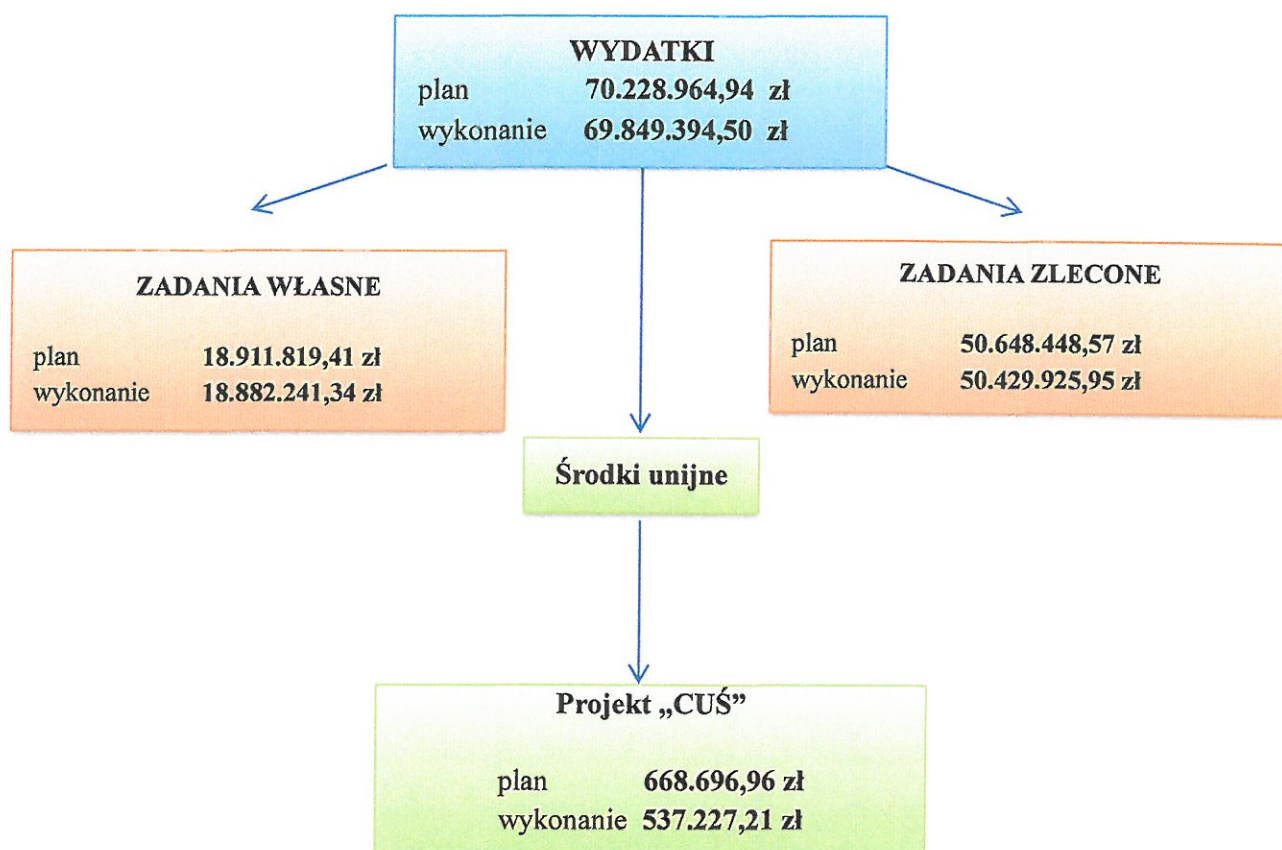 WYDATKI
plan 70.228.964,94 zł
wykonanie 69.849.394,50 zł
ZADANIA WŁASNE
plan 18.911.819,41 zł
wykonanie 18.882.241,34 zł
ZADANIA ZLECONE
plan 50.648.448,57 zł
wykonanie 50.429.925,95 zł
Środki unijne
Projekt „CUŚ”
plan 668.696,96 zł
wykonanie 537.227,21 zł